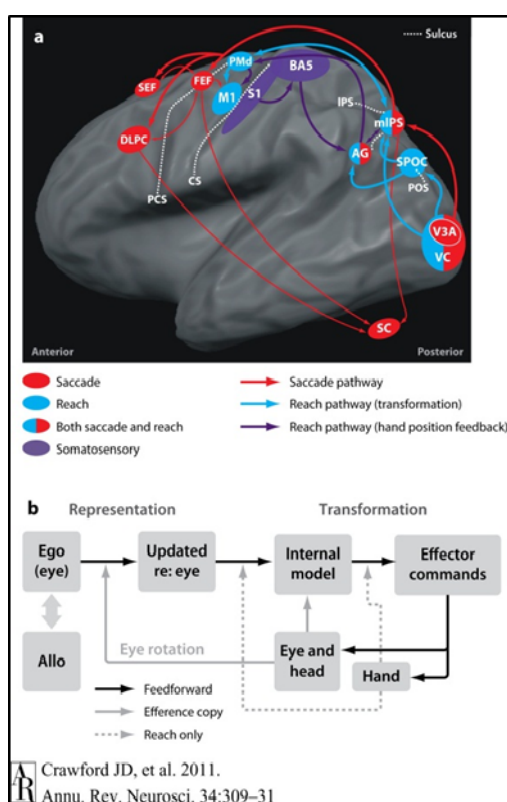 a
Sulcus
PMd
BA5
SEF
FEF
M1
S1
IPS
mIPS
DLPC
AG
SPOC
CS
POS
PCS
V3A
VC
SC
Anterior
Posterior
Saccade
Saccade pathway
Reach
Reach pathway (transformation)
Both saccade and reach
Reach pathway (hand position feedback)
Somatosensory
b
Representation
Transformation
Ego
(eye)
Updated
re: eye
Internal
model
Effector
commands
Allo
Eye rotation
Eye and
head
Hand
Feedforward
Efference copy
Reach only
AR
Crawford JD, et al. 2011.
Annu. Rev. Neurosci. 34:309–31